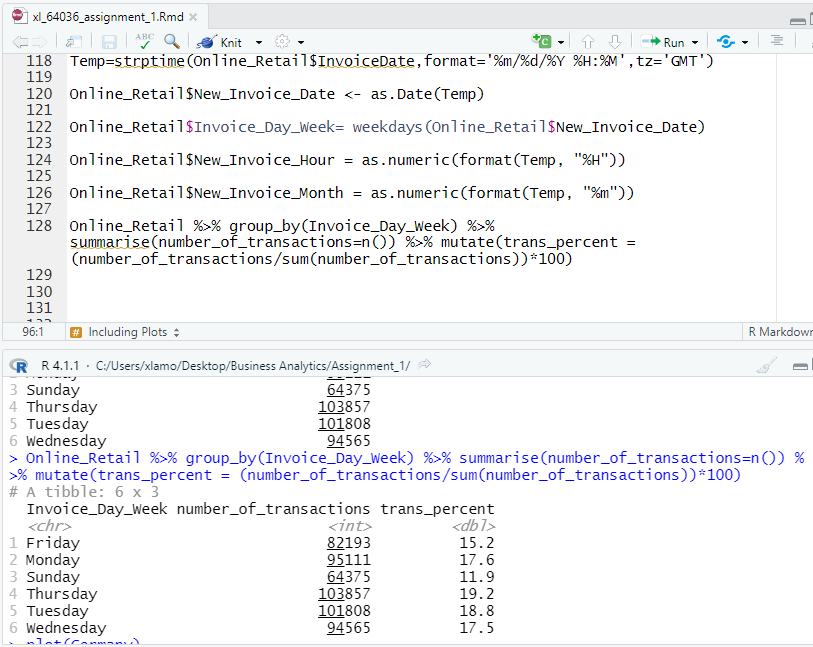 xl_64036_assignment_1.Rmd
ABC Knit Run
118 Temp=strptime(Online_Retail$InvoiceDate,format='%m/%d/%Y %H:%M',tz='GMT')
119
120 Online_Retail$New_Invoice_Date <- as.Date(Temp)
121
122 Online_Retail$Invoice_Day_Week= weekdays(Online_Retail$New_Invoice_Date)
123
124 Online_Retail$New_Invoice_Hour = as.numeric(format(Temp, "%H"))
125
126 Online_Retail$New_Invoice_Month = as.numeric(format(Temp, "%m"))
127
128 Online_Retail %>% group_by(Invoice_Day_Week) %>%
summarise(number_of_transactions=n()) %>% mutate(trans_percent =
(number_of_transactions/sum(number_of_transactions))*100)
129
130
131
96:1 # Including Plots R Markdown
R R 4.1.1 · C:/Users/xlamo/Desktop/Business Analytics/Assignment_1/
3 Sunday 64375
4 Thursday 103857
5 Tuesday 101808
6 Wednesday 94565
> Online_Retail %>% group_by(Invoice_Day_Week) %>% summarise(number_of_transactions=n()) %
>% mutate(trans_percent = (number_of_transactions/sum(number_of_transactions))*100)
# A tibble: 6 x 3
Invoice_Day_Week number_of_transactions trans_percent
<chr> <int> <dbl>
1 Friday 82193 15.2
2 Monday 95111 17.6
3 Sunday 64375 11.9
4 Thursday 103857 19.2
5 Tuesday 101808 18.8
6 Wednesday 94565 17.5
> plot(Germany)